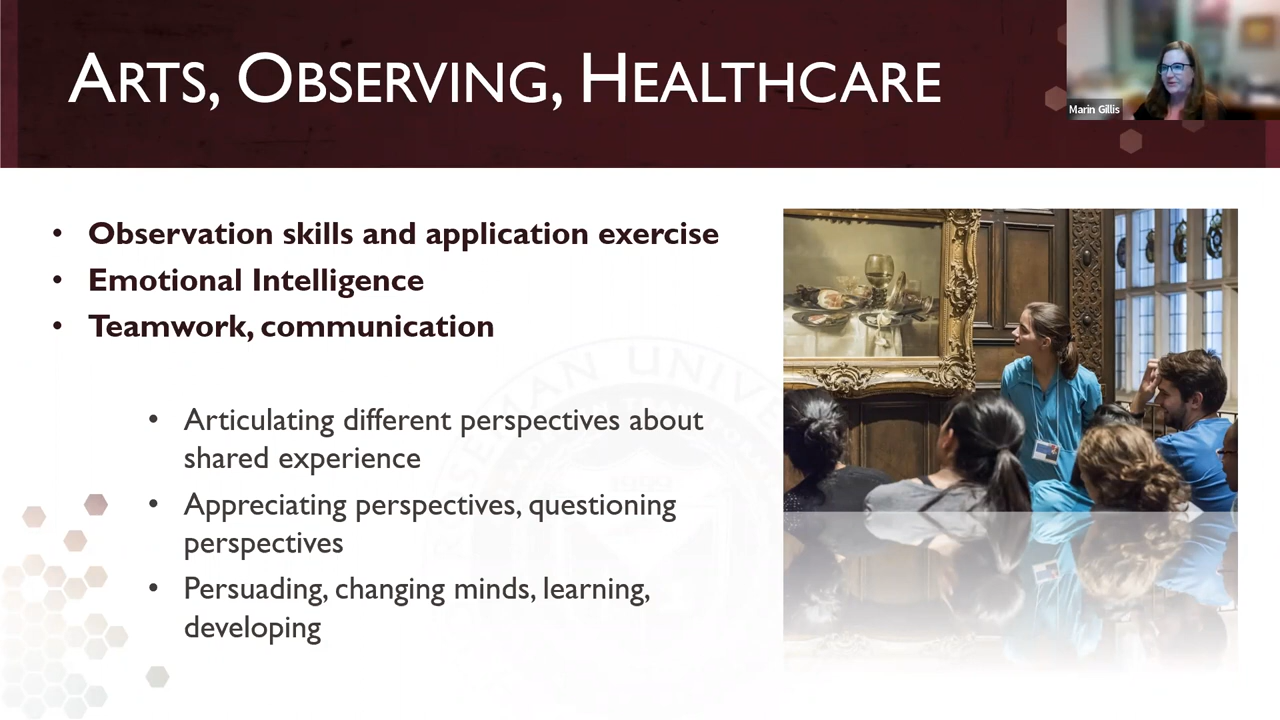 ARTS, OBSERVING, HEALTHCARE
Marin Gillis
• Observation skills and application exercise
• Emotional Intelligence
• Teamwork, communication
• Articulating different perspectives about
shared experience
• Appreciating perspectives, questioning
perspectives
• Persuading, changing minds, learning,
developing